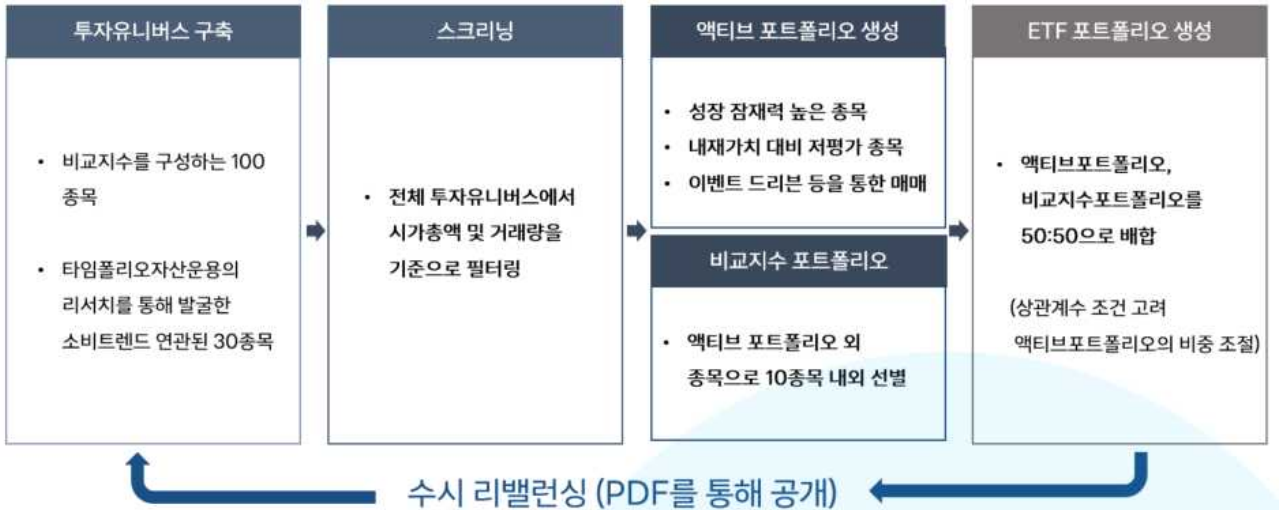 투자유니버스 구축
• 비교지수를 구성하는 100
종목
• 타임폴리오자산운용의
리서치를 통해 발굴한
소비트렌드 연관된 30종목
스크리닝
• 전체 투자유니버스에서
시가총액 및 거래량을
기준으로 필터링
액티브 포트폴리오 생성
• 성장 잠재력 높은 종목
• 내재가치 대비 저평가 종목
• 이벤트 드리븐 등을 통한 매매
비교지수 포트폴리오
• 액티브 포트폴리오 외
종목으로 10종목 내외 선별
ETF 포트폴리오 생성
• 액티브포트폴리오,
비교지수포트폴리오를
50:50으로 배합
(상관계수 조건 고려
액티브포트폴리오의 비중 조절)
수시 리밸런싱 (PDF를 통해 공개)